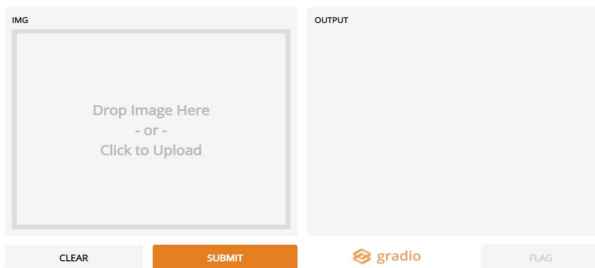 IMG
OUTPUT
Drop Image Here
- or -
Click to Upload
CLEAR
SUBMIT
gradio
FLAG